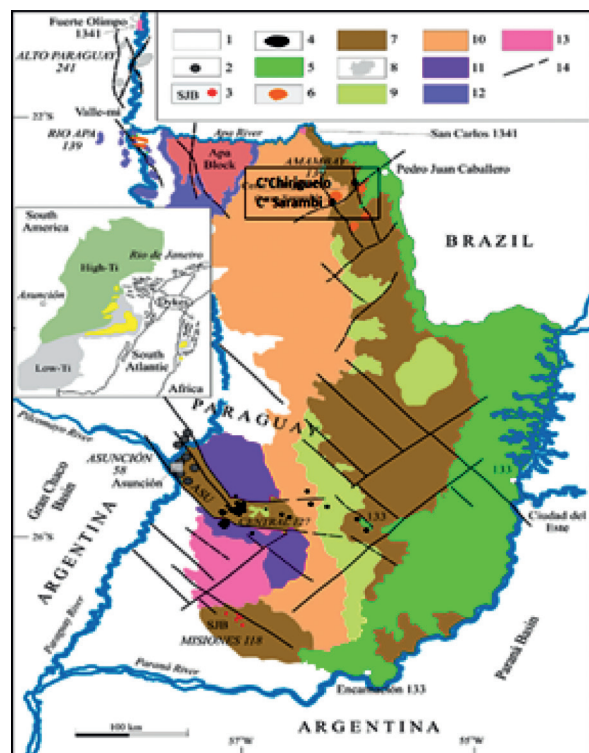 Fuerte Olimpo
1341
ALTO PARAGUAY
241
Valle-mi
22°S
RIO APA
139
Apa River
San Carlos 1341
Apa
Block
AMAMBAY
139
Pedro Juan Caballero
C°Chiriguelo
C° Sarambí
1
2
SJB 3
4
5
6
7
8
9
10
11
12
13
14
BRAZIL
South
America
High-Ti
Rio de Janeiro
Asunción
Dykes
Low-Ti
South
Atlantic
Africa
PARAGUAY
Pilcomayo River
ASUNCIÓN
58
Asunción
ASU
Gran Chaco
Basin
CENTRAL 127
133
133
Ciudad del
Este
26°S
ARGENTINA
SJB
MISIONES 118
Paraguay River
Paraná River
Paraná Basin
Encarnación 133
ARGENTINA
100 km
57°W
55°W